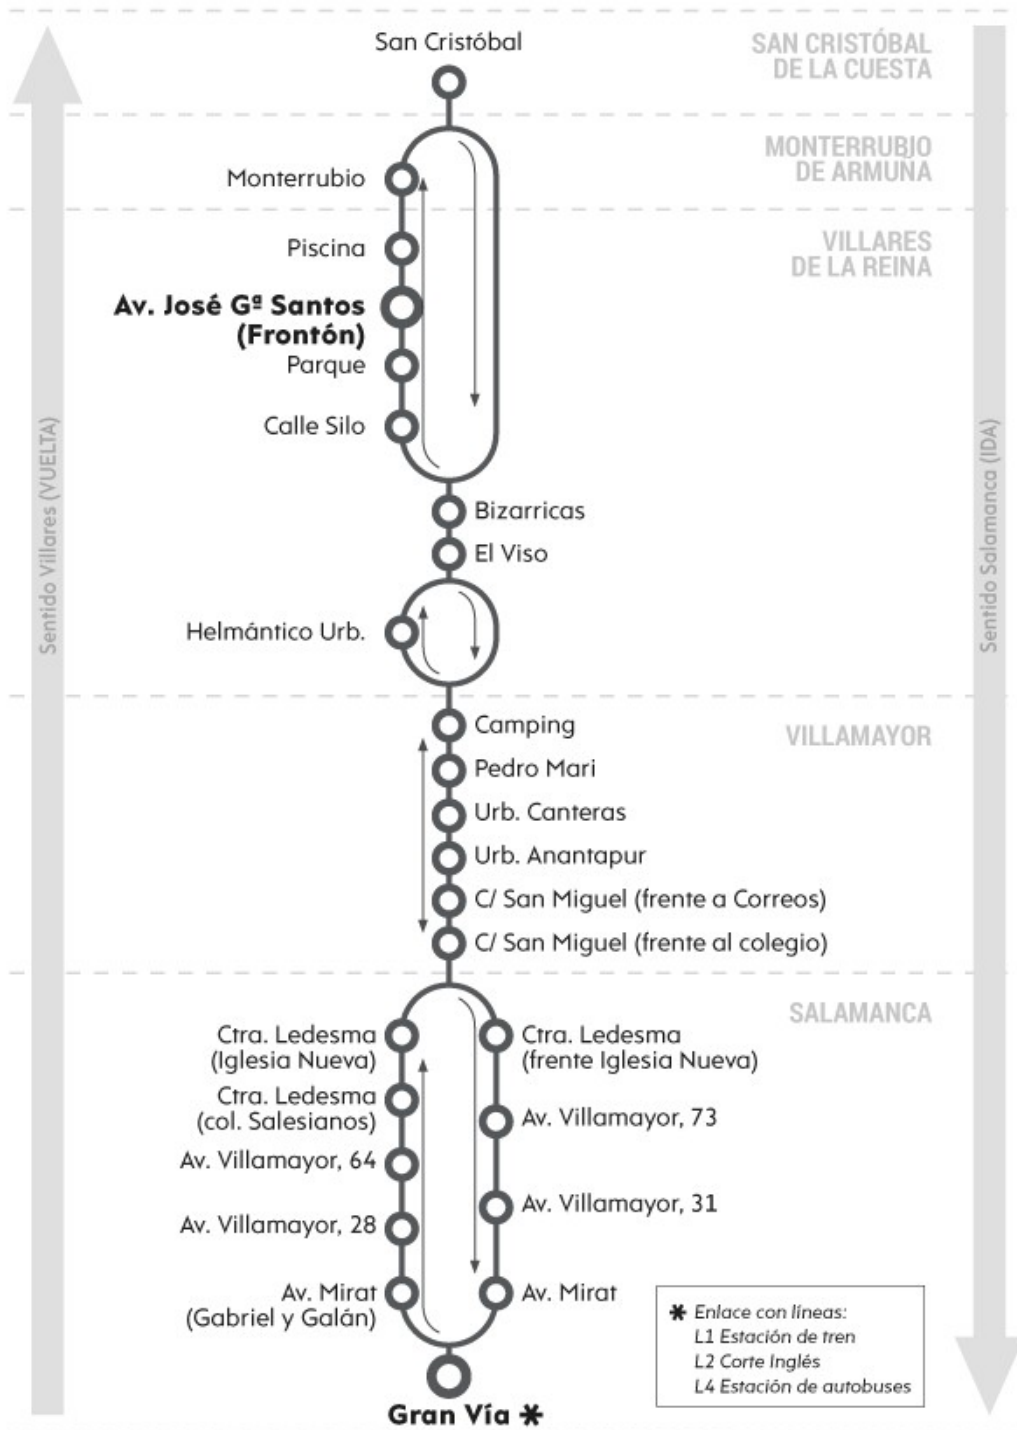 San Cristóbal
SAN CRISTÓBAL
DE LA CUESTA
MONTERRUBIO
DE ARMUÑA
Monterrubio
VILLARES
DE LA REINA
Piscina
Av. José Gª Santos
(Frontón)
Parque
Calle Silo
Sentido Villares (VUELTA)
Sentido Salamanca (IDA)
Bizarricas
El Viso
Helmántico Urb.
VILLAMAYOR
Camping
Pedro Mari
Urb. Canteras
Urb. Anantapur
C/ San Miguel (frente a Correos)
C/ San Miguel (frente al colegio)
SALAMANCA
Ctra. Ledesma
(Iglesia Nueva)
Ctra. Ledesma
(frente Iglesia Nueva)
Ctra. Ledesma
(col. Salesianos)
Av. Villamayor, 73
Av. Villamayor, 64
Av. Villamayor, 31
Av. Villamayor, 28
Av. Mirat
(Gabriel y Galán)
Av. Mirat
✱ Enlace con líneas:
L1 Estación de tren
L2 Corte Inglés
L4 Estación de autobuses
Gran Vía ✱